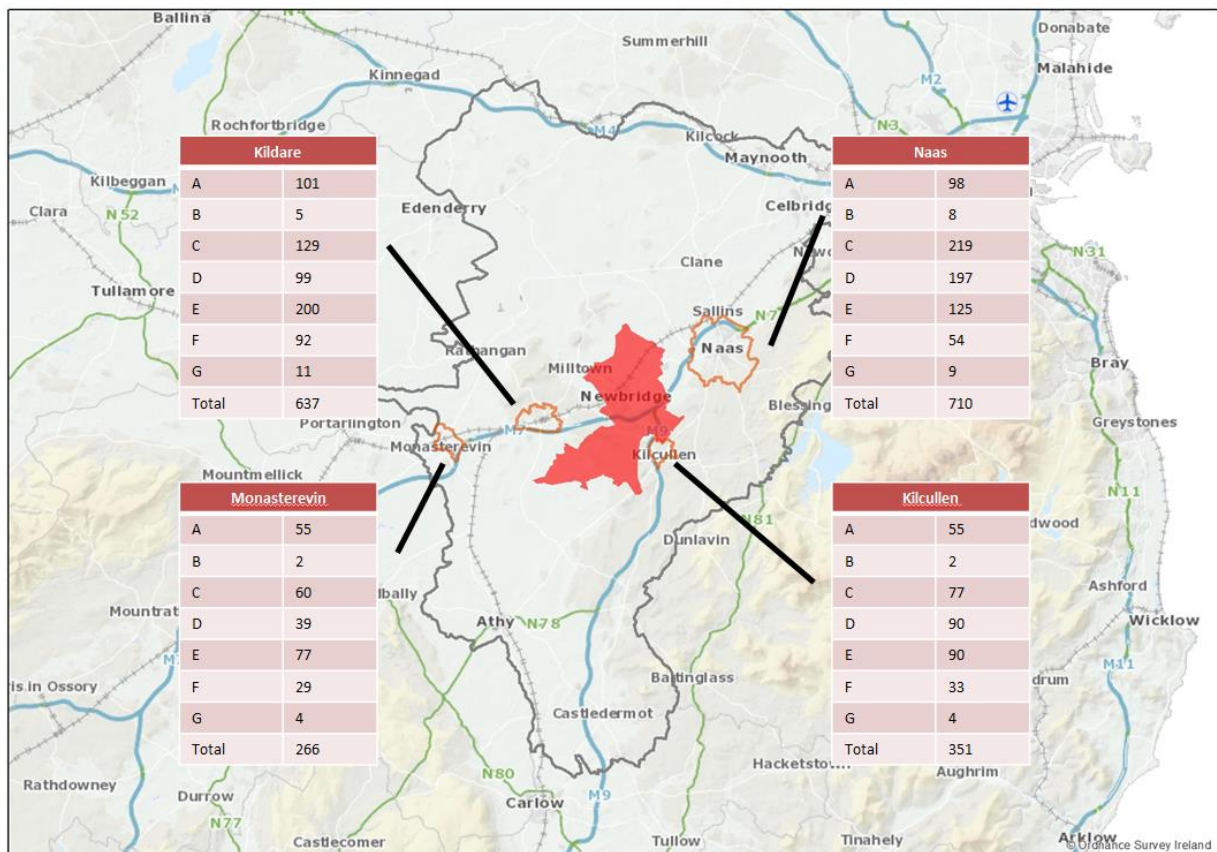 Ballina
N4
Summerhill
Donabate
M2
Malahide
Kinnegad
Rochfortbridge
M4
Kilcock
N3
Maynooth
Kildare
A 101
B 5
C 129
D 99
E 200
F 92
G 11
Total 637
Naas
A 98
B 8
C 219
D 197
E 125
F 54
G 9
Total 710
Kilbeggan
Clara
N52
Edenderry
Celbridge
N31
Clane
Tullamore
Sallins
N7
Rathangan
Naas
Milltown
Bray
Newbridge
Portarlington
M7
M9
Greystones
Monasterevin
Kilcullen
Mountmellick
Monasterevin
A 55
B 2
C 60
D 39
E 77
F 29
G 4
Total 266
Kilcullen
A 55
B 2
C 77
D 90
E 90
F 33
G 4
Total 351
N11
N81
Dunlavin
Ashford
Athy
N78
Wicklow
M11
Baltinglass
ris in Ossory
Castledermot
Rathdowney
N80
Hacketstown
Aughrim
Durrow
Carlow
M9
N77
Castlecomer
Tullow
Tinahely
Arklow
© Ordnance Survey Ireland